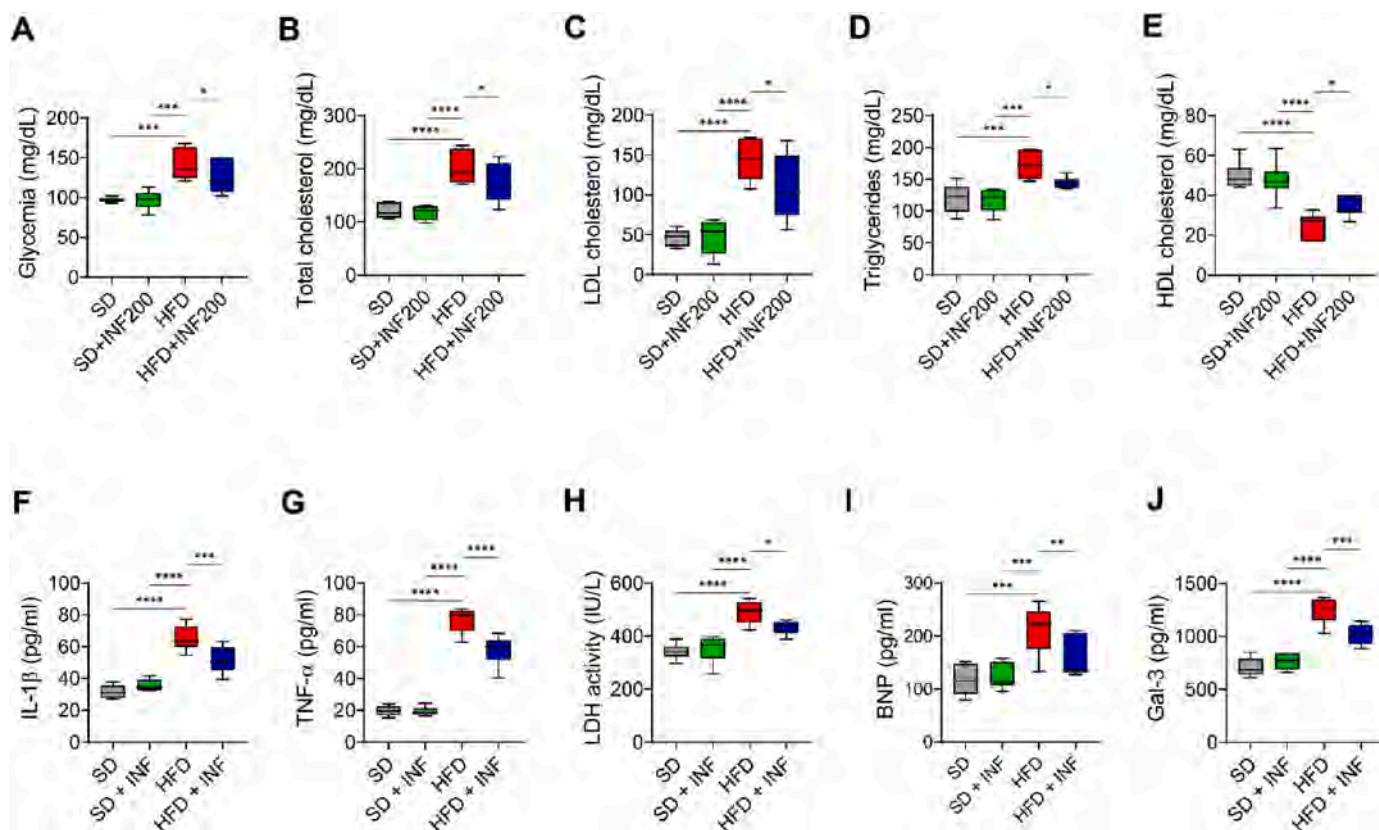 A
B
C
D
E
Glycemia (mg/dL)
200
150
100
50
0
***
***
*
SD
SD+INF200
HFD
HFD+INF200
Total cholesterol (mg/dL)
300
200
100
0
****
****
*
SD
SD+INF200
HFD
HFD+INF200
LDL cholesterol (mg/dL)
200
150
100
50
0
****
****
*
SD
SD+INF200
HFD
HFD+INF200
Triglycerides (mg/dL)
250
200
150
100
50
0
***
***
*
SD
SD+INF200
HFD
HFD+INF200
HDL cholesterol (mg/dL)
80
60
40
20
0
****
****
*
SD
SD+INF200
HFD
HFD+INF200
F
G
H
I
J
IL-1β (pg/ml)
100
80
60
40
20
0
****
****
***
SD
SD + INF
HFD
HFD + INF
TNF-α (pg/ml)
100
80
60
40
20
0
****
****
****
SD
SD + INF
HFD
HFD + INF
LDH activity (IU/L)
600
400
200
0
****
****
*
SD
SD + INF
HFD
HFD + INF
BNP (pg/ml)
300
200
100
0
***
***
**
SD
SD + INF
HFD
HFD + INF
Gal-3 (pg/ml)
1500
1000
500
0
****
****
***
SD
SD + INF
HFD
HFD + INF